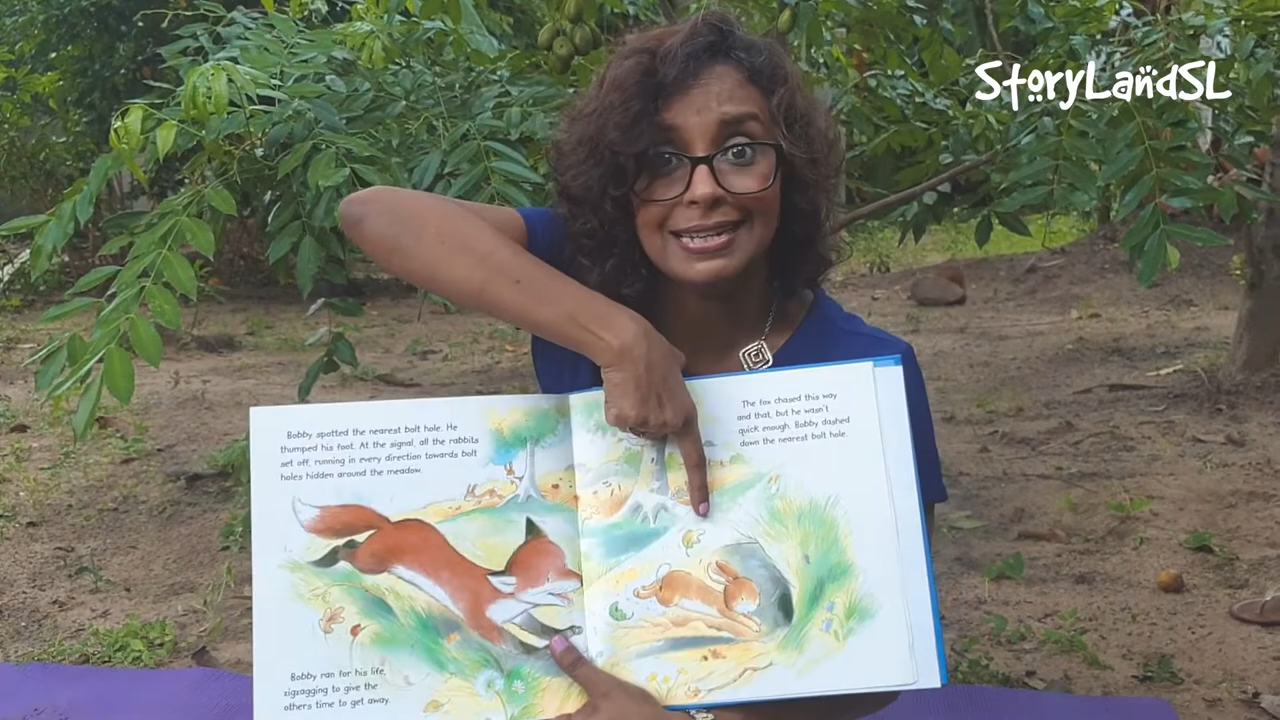 StoryLandSL
Bobby spotted the nearest bolt hole. He
thumped his foot. At the signal, all the rabbits
set off, running in every direction towards bolt
holes hidden around the meadow.
Bobby ran for his life,
zigzagging to give the
others time to get away.
The fox chased this way
and that, but he wasn't
quick enough. Bobby dashed
down the nearest bolt hole.